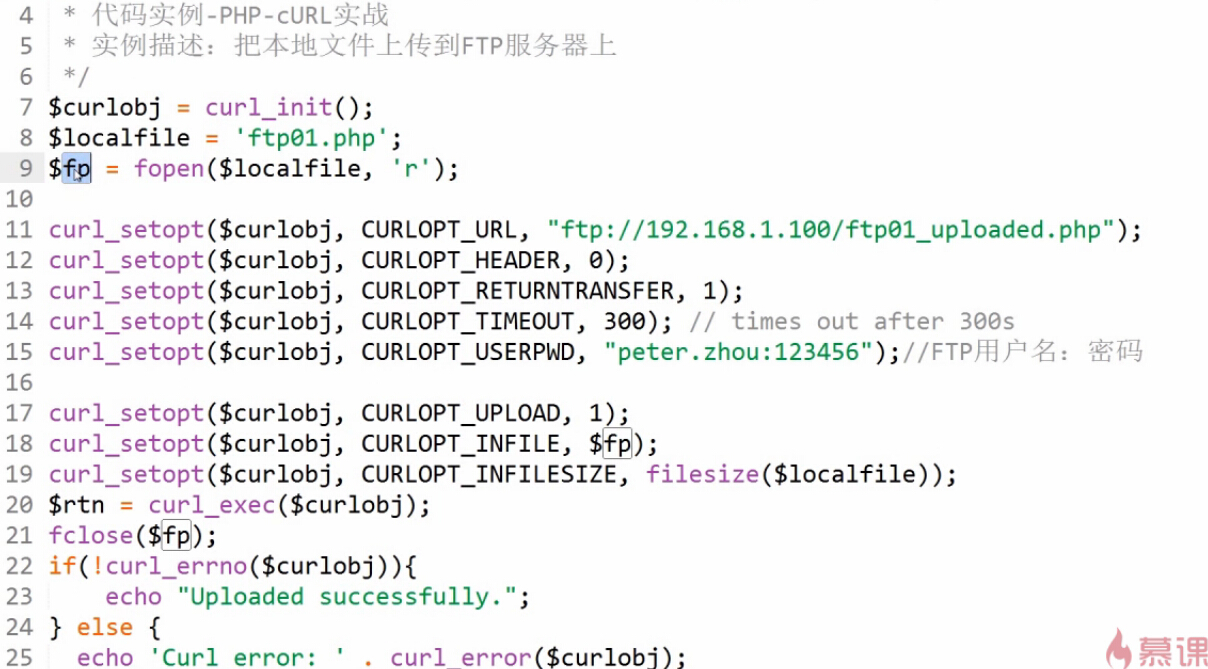 4  * 代码实例-PHP-cURL实战
5  * 实例描述：把本地文件上传到FTP服务器上
6  */
7 $curlobj = curl_init();
8 $localfile = 'ftp01.php';
9 $fp = fopen($localfile, 'r');
10
11 curl_setopt($curlobj, CURLOPT_URL, "ftp://192.168.1.100/ftp01_uploaded.php");
12 curl_setopt($curlobj, CURLOPT_HEADER, 0);
13 curl_setopt($curlobj, CURLOPT_RETURNTRANSFER, 1);
14 curl_setopt($curlobj, CURLOPT_TIMEOUT, 300); // times out after 300s
15 curl_setopt($curlobj, CURLOPT_USERPWD, "peter.zhou:123456");//FTP用户名：密码
16
17 curl_setopt($curlobj, CURLOPT_UPLOAD, 1);
18 curl_setopt($curlobj, CURLOPT_INFILE, $fp);
19 curl_setopt($curlobj, CURLOPT_INFILESIZE, filesize($localfile));
20 $rtn = curl_exec($curlobj);
21 fclose($fp);
22 if(!curl_errno($curlobj)){
23     echo "Uploaded successfully.";
24 } else {
25   echo 'Curl error: ' . curl_error($curlobj);
慕课